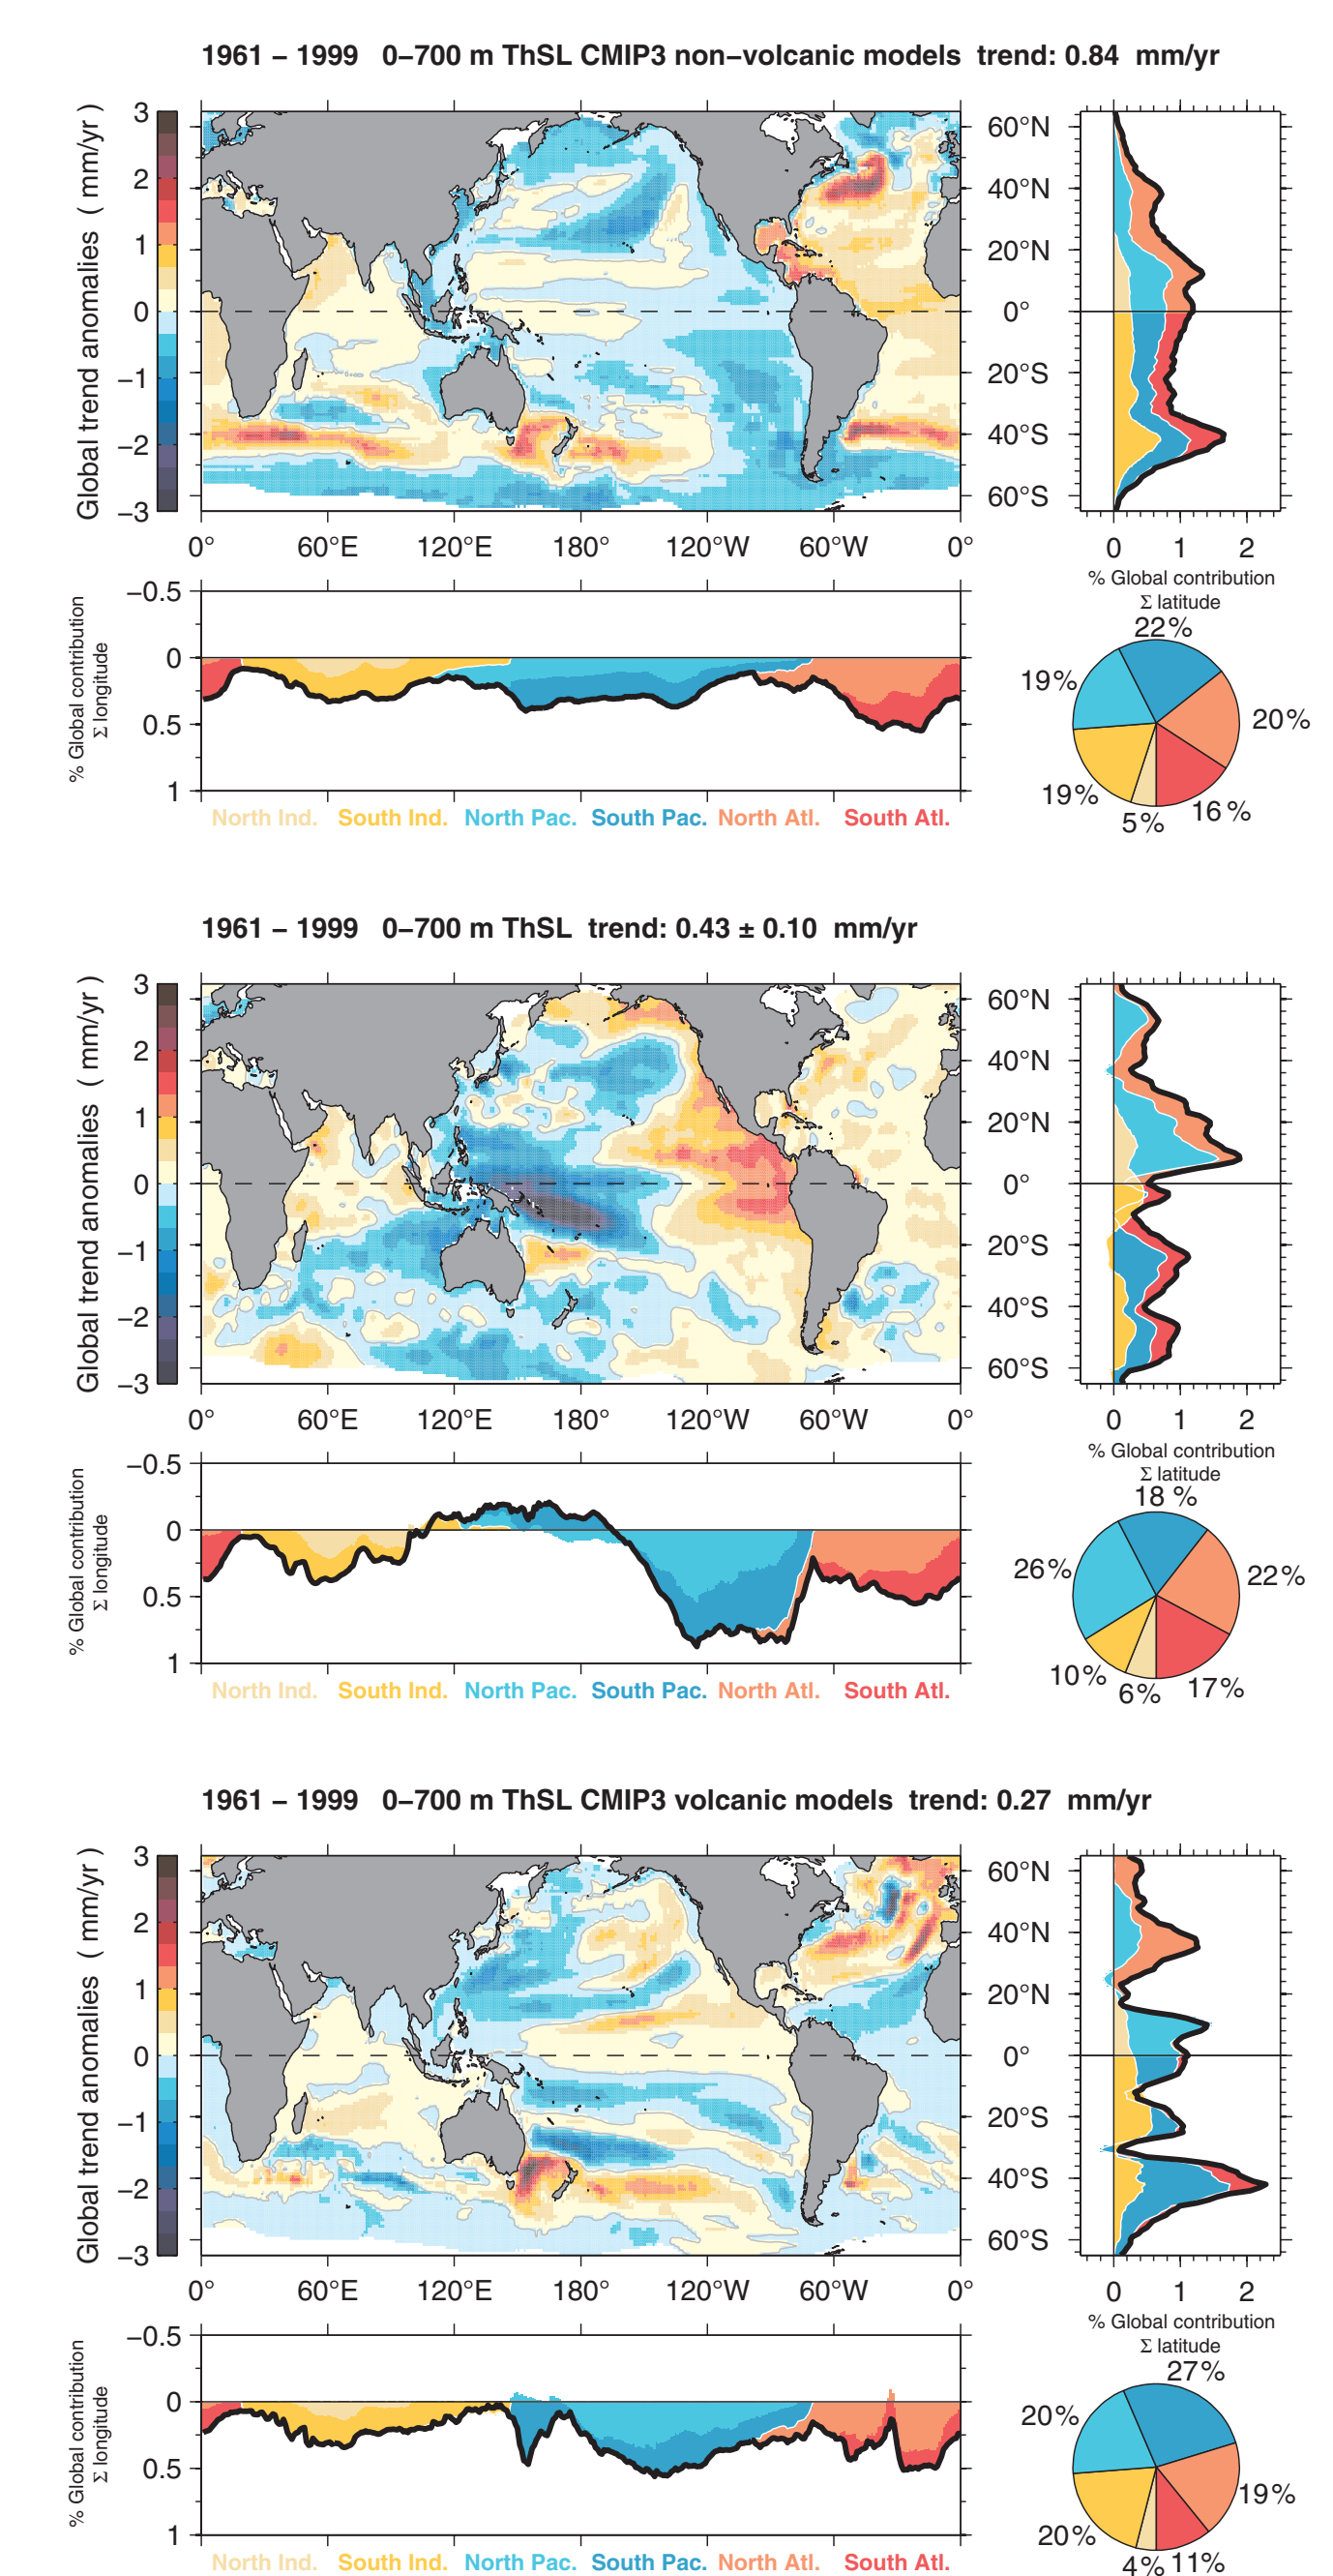 1961 – 1999 0–700 m ThSL CMIP3 non–volcanic models trend: 0.84 mm/yr
Global trend anomalies ( mm/yr )
3
2
1
0
−1
−2
−3
60°N
40°N
20°N
0°
20°S
40°S
60°S
0° 60°E 120°E 180° 120°W 60°W 0°
0 1 2
% Global contribution
Σ latitude
% Global contribution
Σ longitude
−0.5
0
0.5
1
22%
19%
20%
19%
16%
5%
North Ind. South Ind. North Pac. South Pac. North Atl. South Atl.
1961 – 1999 0–700 m ThSL trend: 0.43 ± 0.10 mm/yr
Global trend anomalies ( mm/yr )
3
2
1
0
−1
−2
−3
60°N
40°N
20°N
0°
20°S
40°S
60°S
0° 60°E 120°E 180° 120°W 60°W 0°
0 1 2
% Global contribution
Σ latitude
% Global contribution
Σ longitude
−0.5
0
0.5
1
18 %
26%
22%
10%
17%
6%
North Ind. South Ind. North Pac. South Pac. North Atl. South Atl.
1961 – 1999 0–700 m ThSL CMIP3 volcanic models trend: 0.27 mm/yr
Global trend anomalies ( mm/yr )
3
2
1
0
−1
−2
−3
60°N
40°N
20°N
0°
20°S
40°S
60°S
0° 60°E 120°E 180° 120°W 60°W 0°
0 1 2
% Global contribution
Σ latitude
% Global contribution
Σ longitude
−0.5
0
0.5
1
27%
20%
19%
20%
4% 11%
North Ind. South Ind. North Pac. South Pac. North Atl. South Atl.